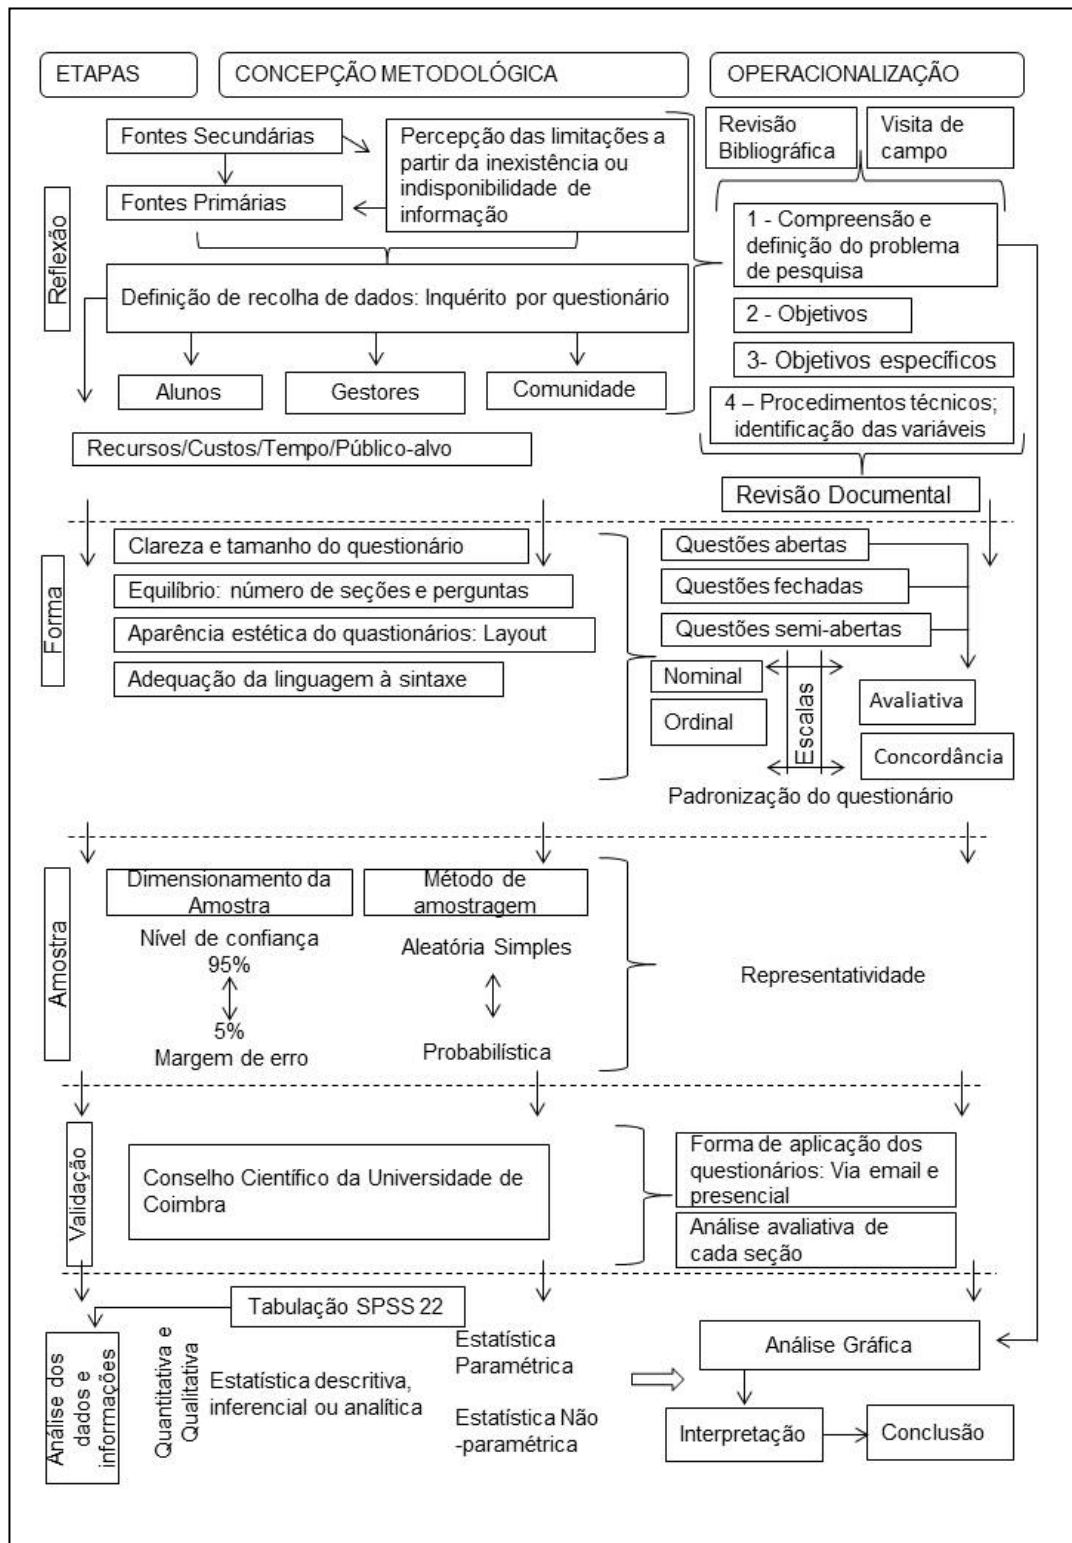 ETAPAS
CONCEPÇÃO METODOLÓGICA
OPERACIONALIZAÇÃO
Reflexão
Fontes Secundárias
Fontes Primárias
Percepção das limitações a
partir da inexistência ou
indisponibilidade de
informação
Definição de recolha de dados: Inquérito por questionário
Alunos
Gestores
Comunidade
Recursos/Custos/Tempo/Público-alvo
Revisão
Bibliográfica
Visita de
campo
1 - Compreensão e
definição do problema
de pesquisa
2 - Objetivos
3- Objetivos específicos
4 – Procedimentos técnicos;
identificação das variáveis
Revisão Documental
Forma
Clareza e tamanho do questionário
Equilíbrio: número de seções e perguntas
Aparência estética do quastionários: Layout
Adequação da linguagem à sintaxe
Questões abertas
Questões fechadas
Questões semi-abertas
Nominal
Ordinal
Escalas
Avaliativa
Concordância
Padronização do questionário
Amostra
Dimensionamento da
Amostra
Nível de confiança
95%
5%
Margem de erro
Método de
amostragem
Aleatória Simples
Probabilística
Representatividade
Validação
Conselho Científico da Universidade de
Coimbra
Forma de aplicação dos
questionários: Via email e
presencial
Análise avaliativa de
cada seção
Análise dos
dados e
informações
Tabulação SPSS 22
Quantitativa e
Qualitativa
Estatística descritiva,
inferencial ou analítica
Estatística
Paramétrica
Estatística Não
-paramétrica
Análise Gráfica
Interpretação
Conclusão